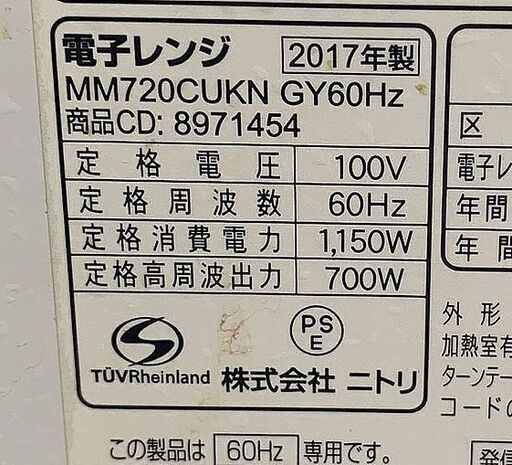 電子レンジ 2017年製
MM720CUKN GY60Hz
商品CD: 8971454
定格電圧 100V
定格周波数 60Hz
定格消費電力 1,150W
定格高周波出力 700W
PS
E
TÜVRheinland 株式会社 ニトリ
この製品は 60Hz 専用です。
区
電子レ
年間
年間
外形
加熱室有
ターンテー
コードの
発信